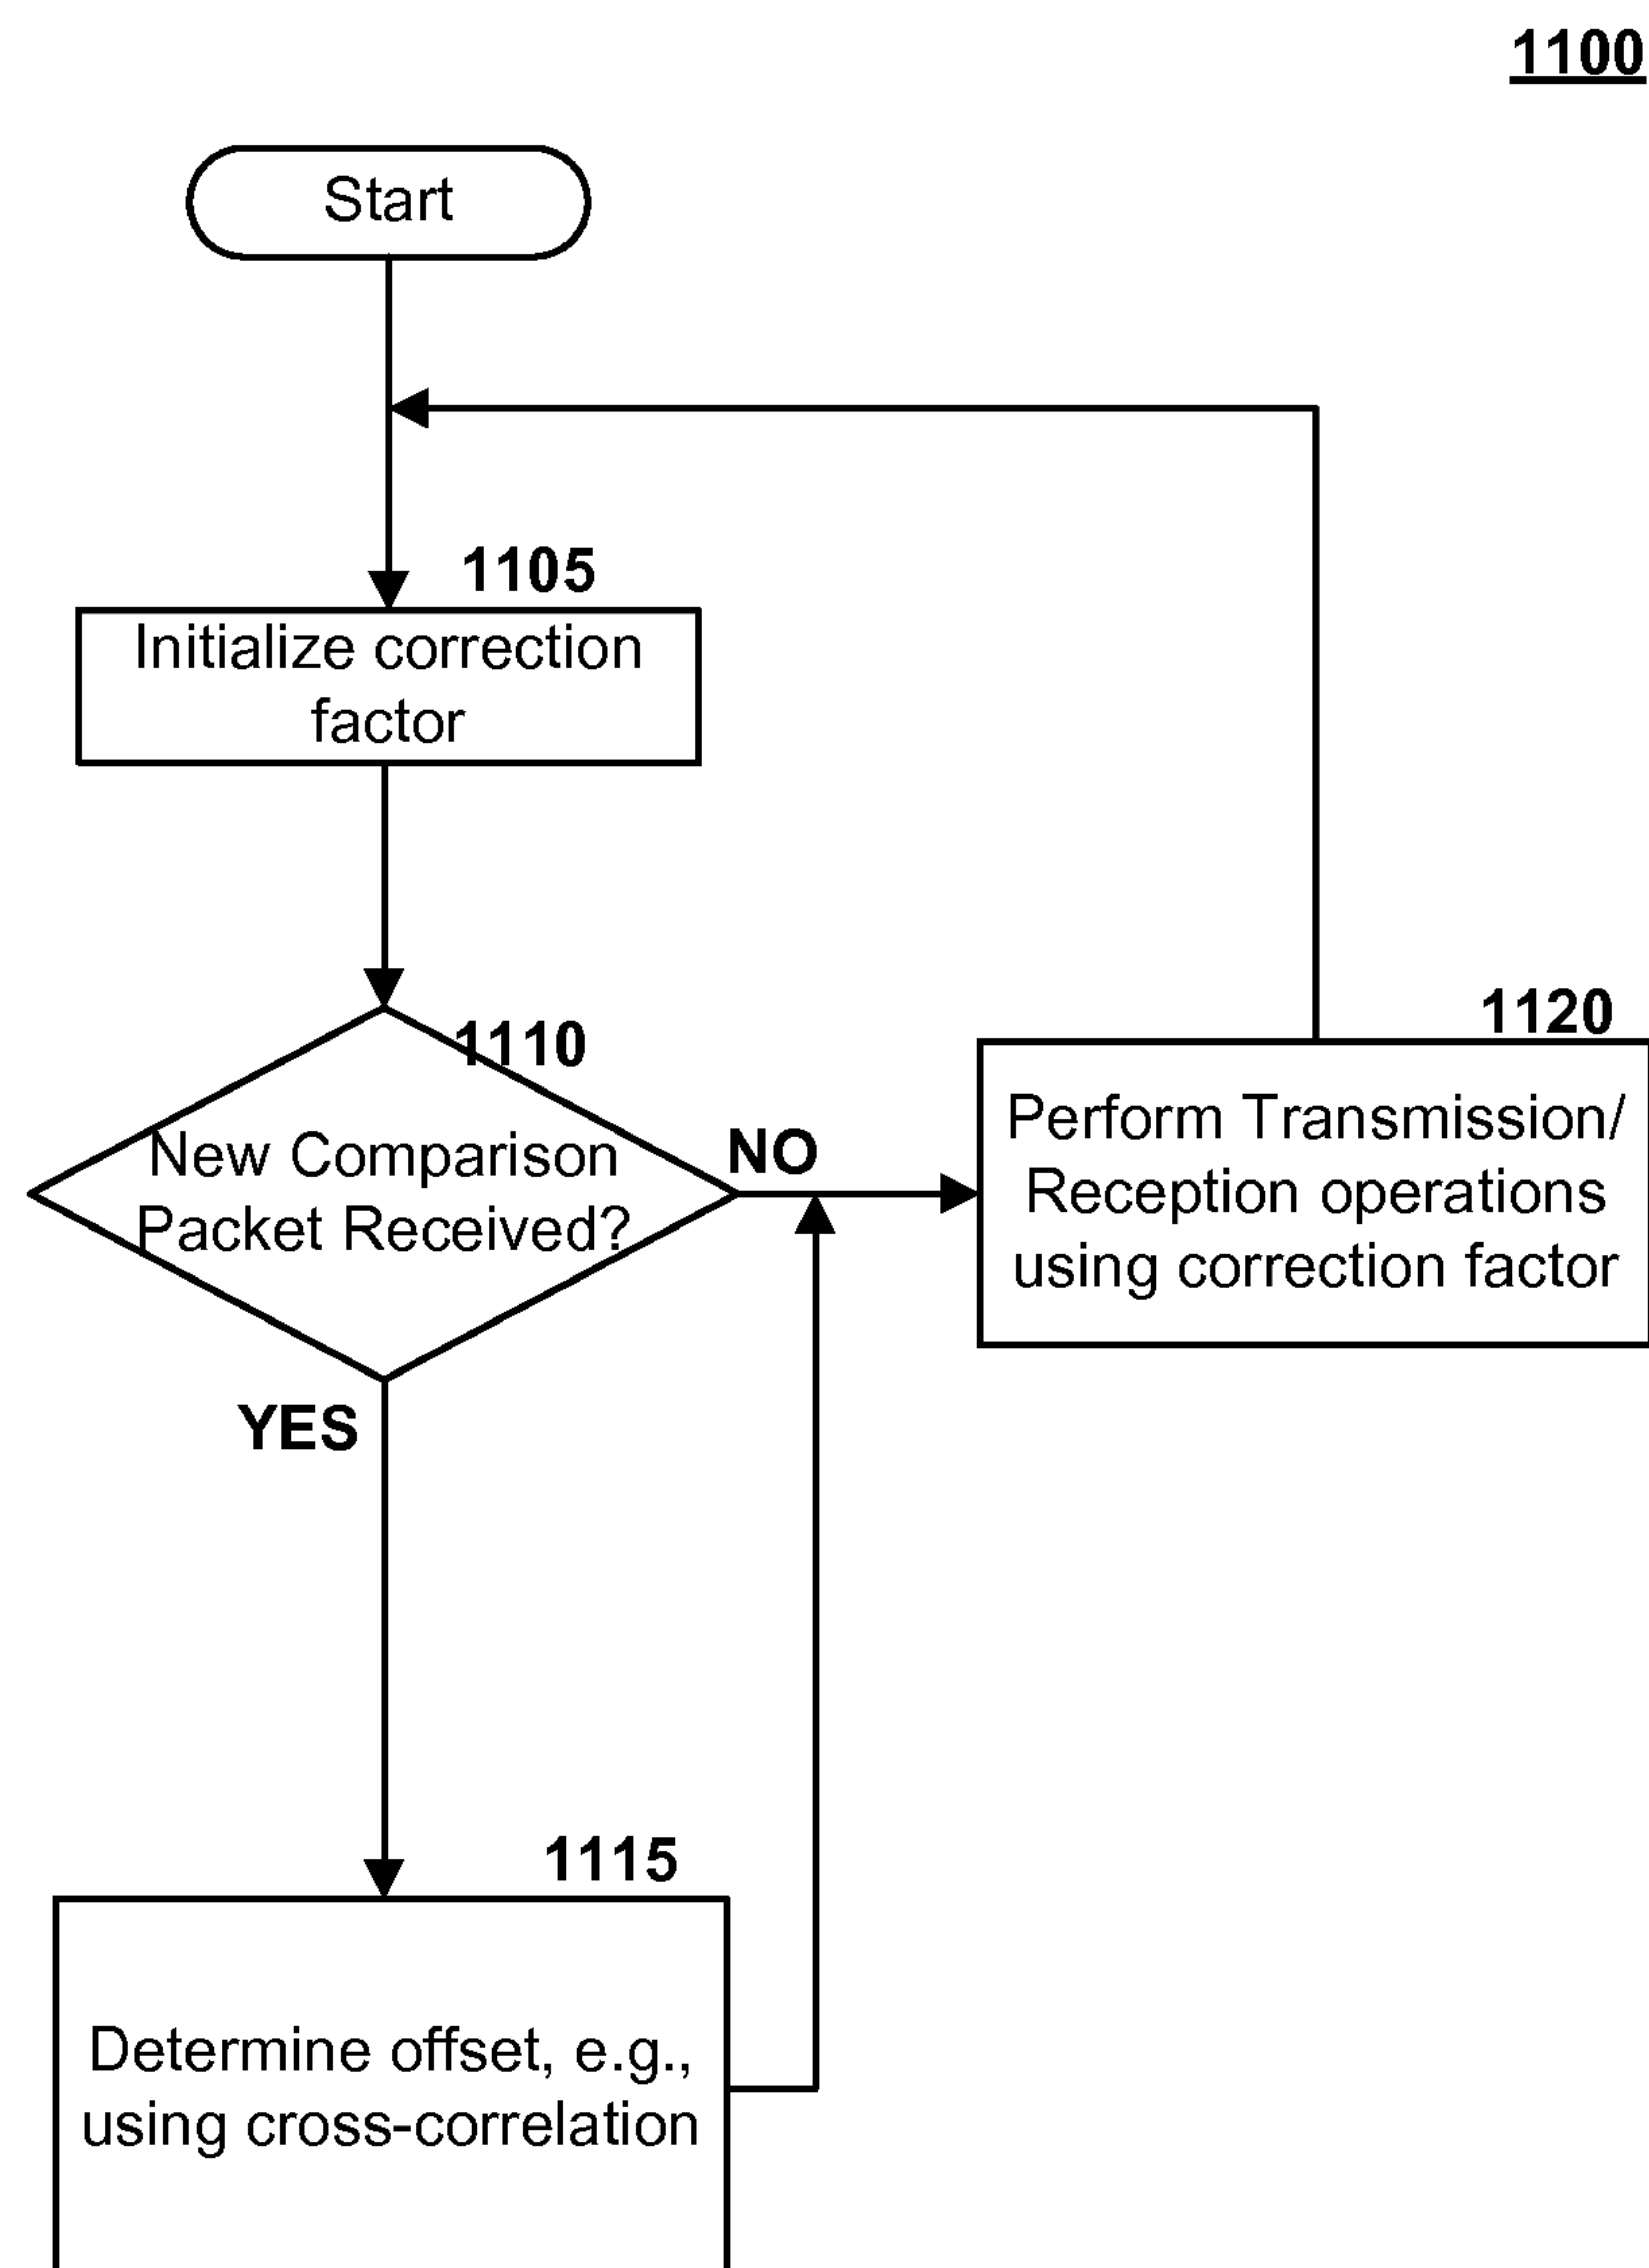 1100
Start
1105
Initialize correction
factor
1110
New Comparison
Packet Received?
NO
YES
1120
Perform Transmission/
Reception operations
using correction factor
1115
Determine offset, e.g.,
using cross-correlation